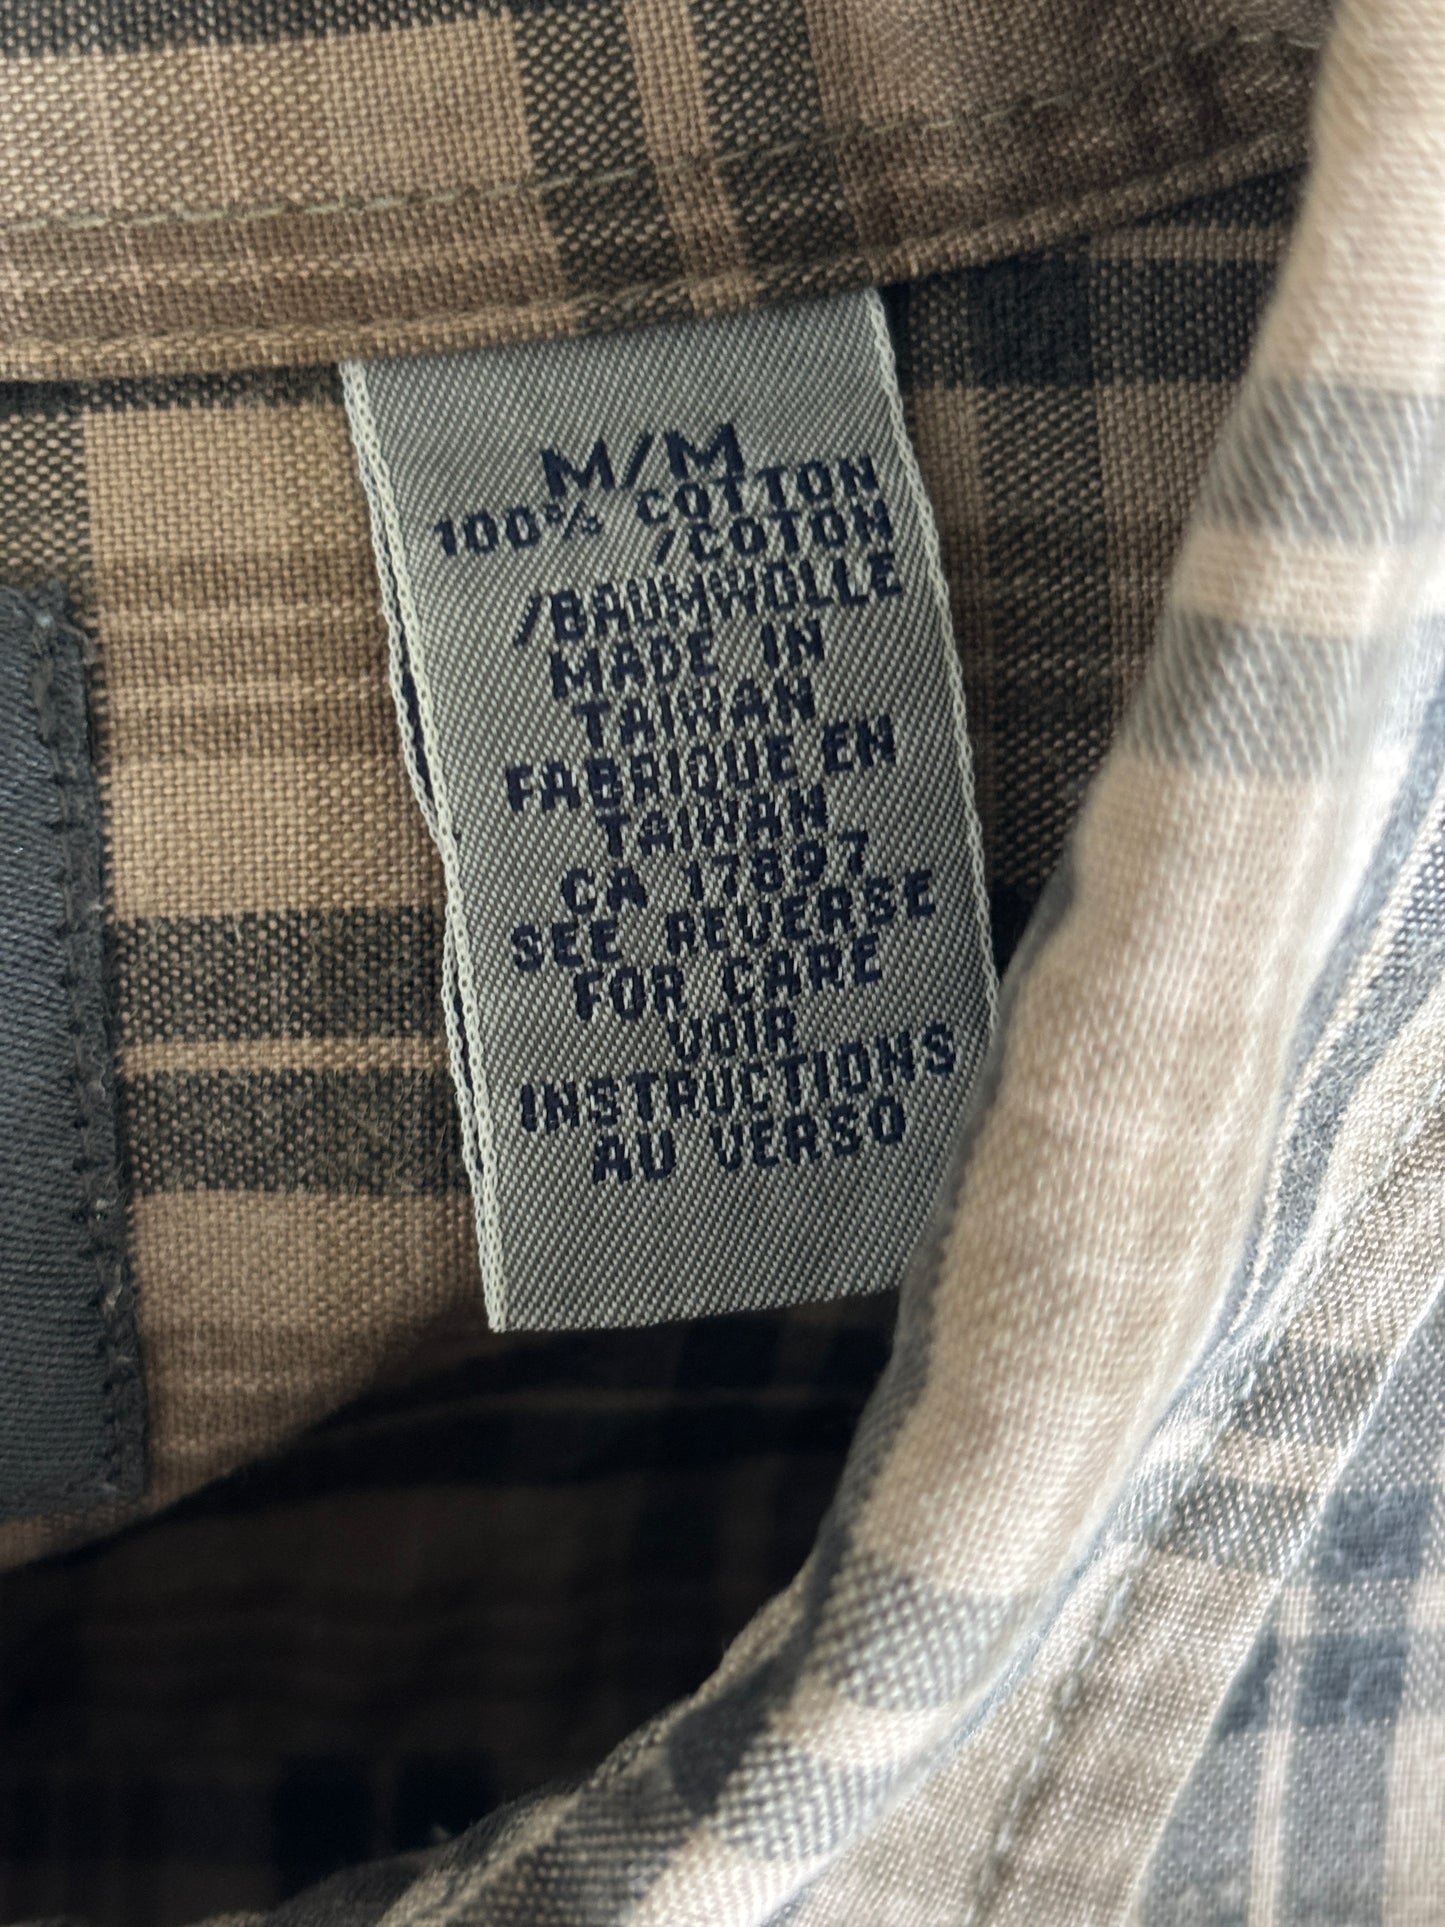 M/M
100% COTTON
/COTON
/BAUMWOLLE
MADE IN
TAIWAN
FABRIQUE EN
TAIWAN
CA 17897
SEE REVERSE
FOR CARE
VOIR
INSTRUCTIONS
AU VERSO